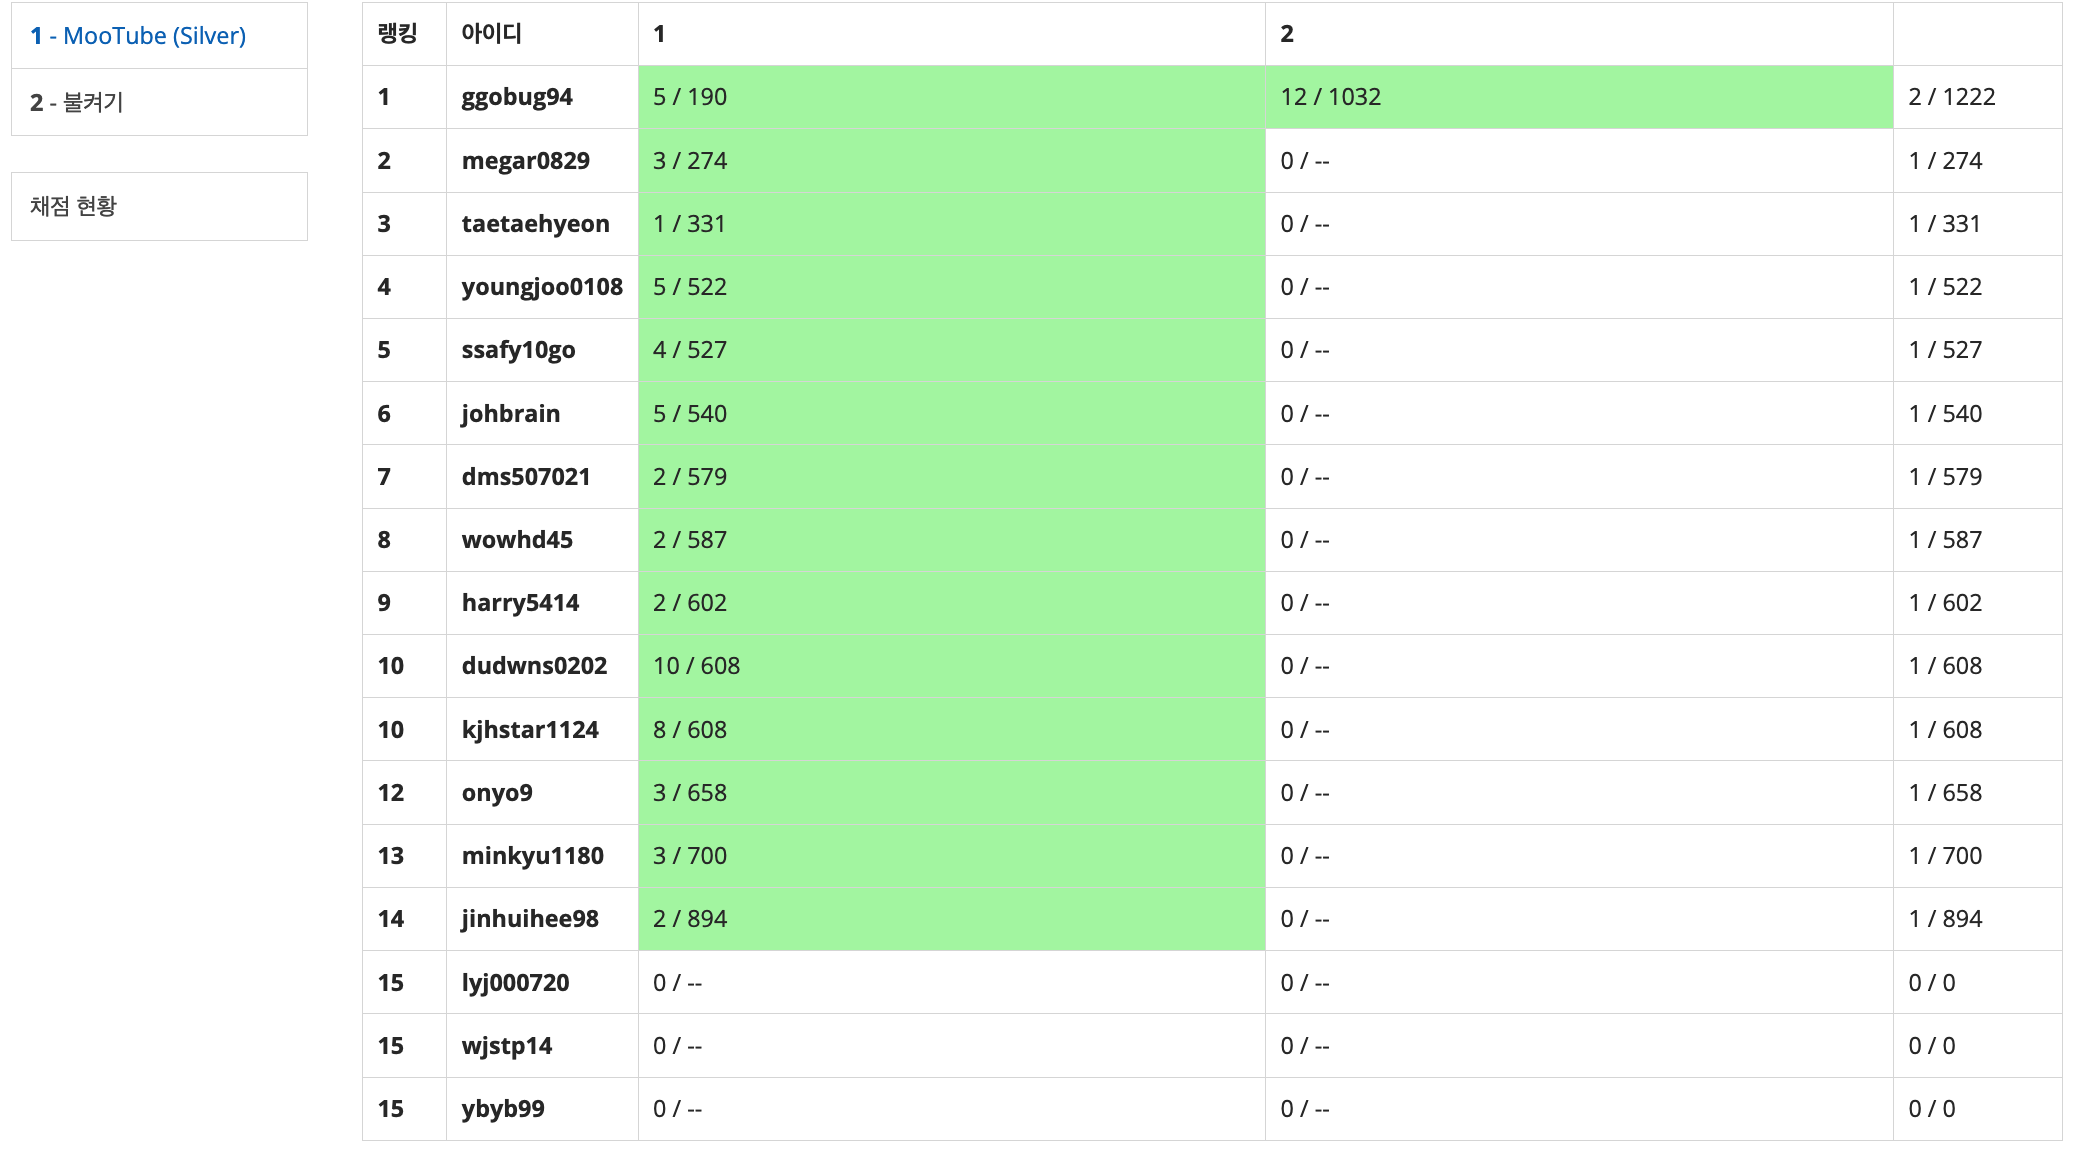 1 - MooTube (Silver)
2 - 불켜기
채점 현황
랭킹 아이디 1 2
1 ggobug94 5 / 190 12 / 1032 2 / 1222
2 megar0829 3 / 274 0 / -- 1 / 274
3 taetaehyeon 1 / 331 0 / -- 1 / 331
4 youngjoo0108 5 / 522 0 / -- 1 / 522
5 ssafy10go 4 / 527 0 / -- 1 / 527
6 johbrain 5 / 540 0 / -- 1 / 540
7 dms507021 2 / 579 0 / -- 1 / 579
8 wowhd45 2 / 587 0 / -- 1 / 587
9 harry5414 2 / 602 0 / -- 1 / 602
10 dudwns0202 10 / 608 0 / -- 1 / 608
10 kjhstar1124 8 / 608 0 / -- 1 / 608
12 onyo9 3 / 658 0 / -- 1 / 658
13 minkyu1180 3 / 700 0 / -- 1 / 700
14 jinhuihee98 2 / 894 0 / -- 1 / 894
15 lyj000720 0 / -- 0 / -- 0 / 0
15 wjstp14 0 / -- 0 / -- 0 / 0
15 ybyb99 0 / -- 0 / -- 0 / 0